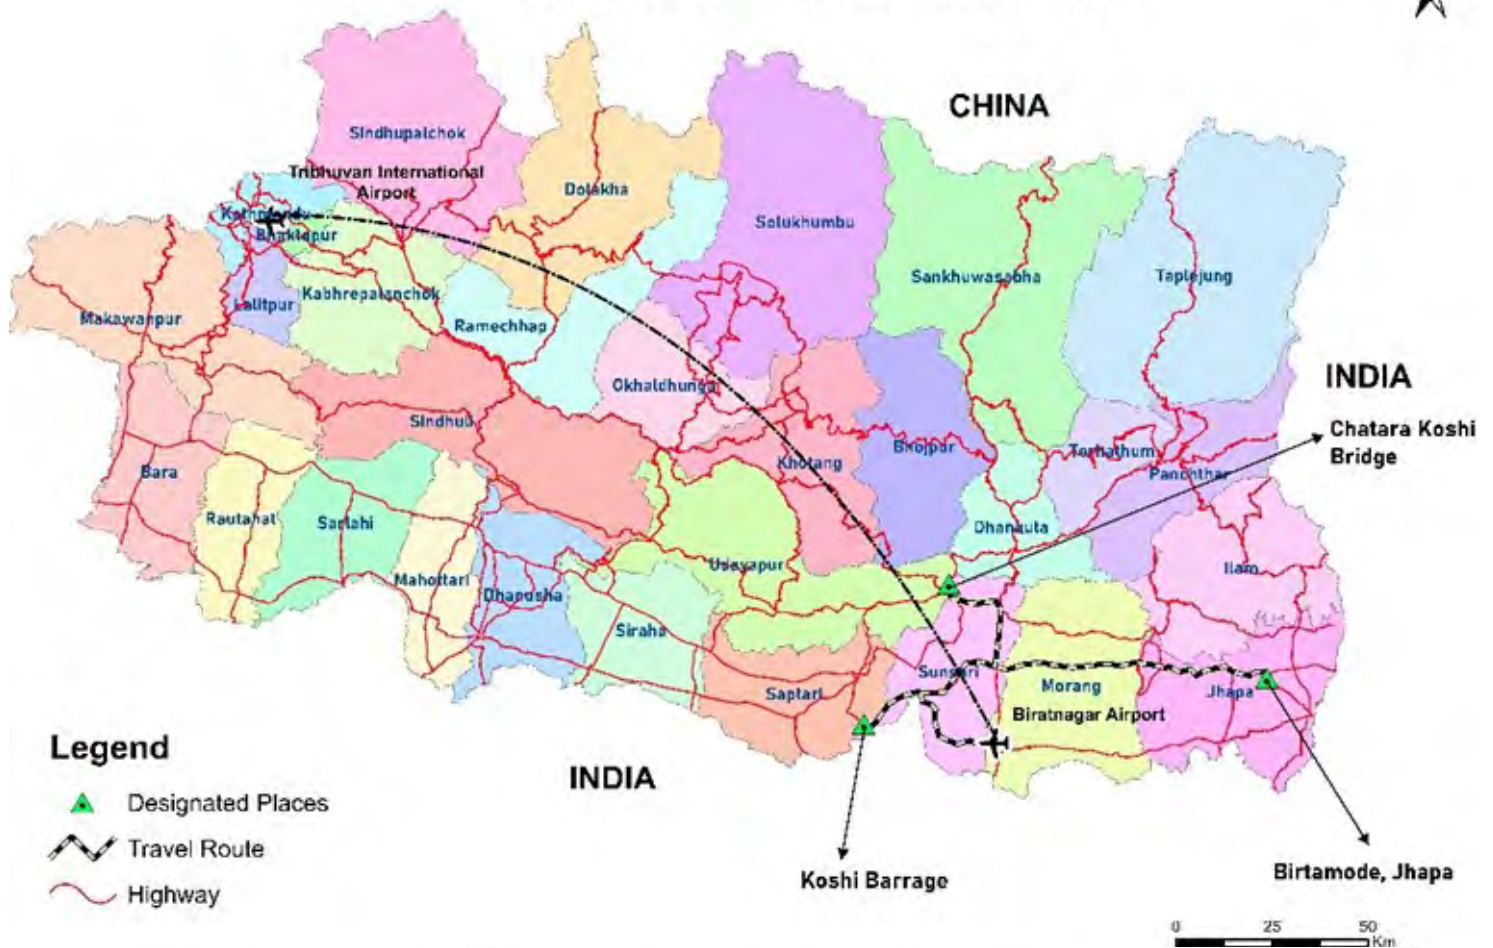 CHINA
Sindhupalchok
Tribhuvan International
Airport
Dolakha
Kathmandu
Bhaktapur
Solukhumbu
Sankhuwasabha
Taplejung
Makawanpur
Lalitpur
Kabhrepalanchok
Ramechhap
INDIA
Okhaldhunga
Sindhuli
Chatara Koshi
Bridge
Bara
Khotang
Bhojpur
Terhathum
Panchthar
Rautahat
Sarlahi
Dhankuta
Mahottari
Dhanusha
Udayapur
Ilam
Siraha
Saptari
Sunsari
Morang
Jhapa
Biratnagar Airport
Legend
INDIA
Designated Places
Travel Route
Highway
Koshi Barrage
Birtamode, Jhapa
0 25 50
Km